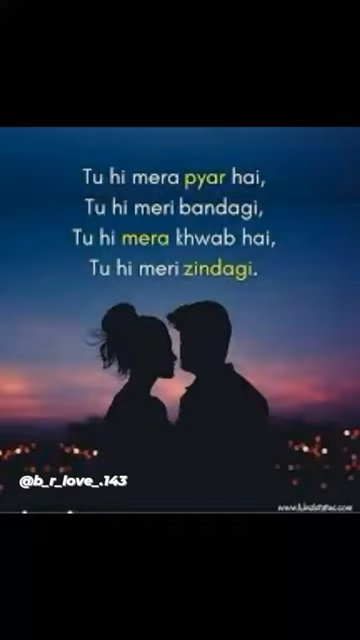 Tu hi mera pyar hai,
Tu hi meri bandagi,
Tu hi mera khwab hai,
Tu hi meri zindagi.
@b_r_love_.143